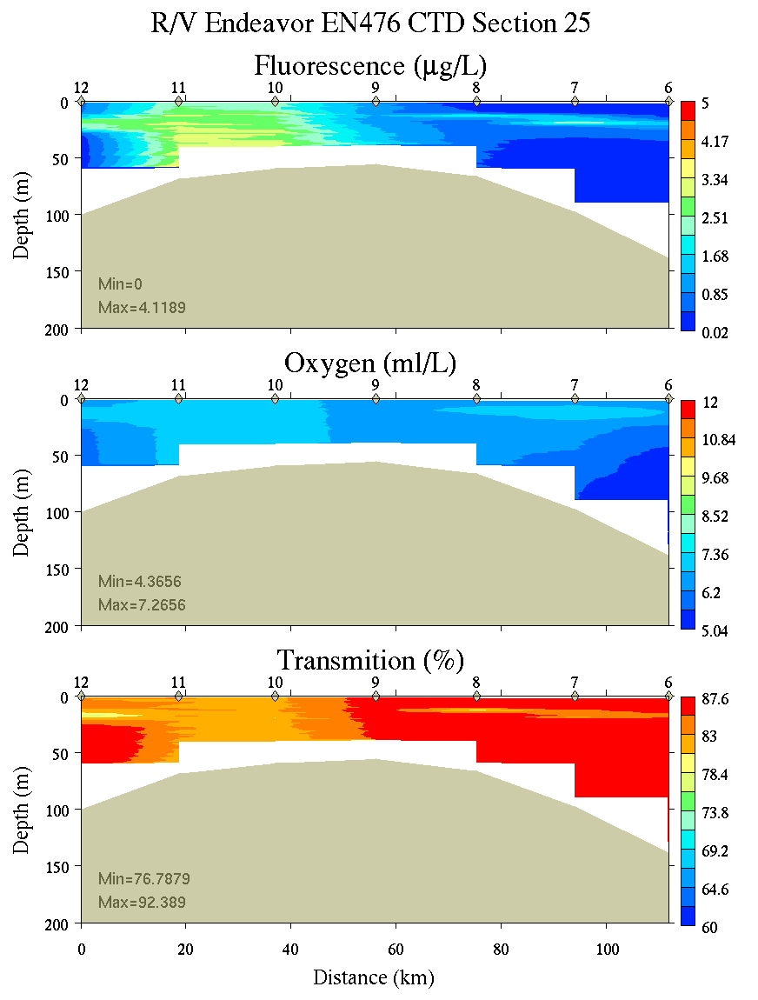 R/V Endeavor EN476 CTD Section 25
Fluorescence (μg/L)
12 11 10 9 8 7 6
0
50
100
150
200
Depth (m)
Min=0
Max=4.1189
5
4.17
3.34
2.51
1.68
0.85
0.02
Oxygen (ml/L)
12 11 10 9 8 7 6
0
50
100
150
200
Depth (m)
Min=4.3656
Max=7.2656
12
10.84
9.68
8.52
7.36
6.2
5.04
Transmition (%)
12 11 10 9 8 7 6
0
50
100
150
200
Depth (m)
Min=76.7879
Max=92.389
87.6
83
78.4
73.8
69.2
64.6
60
0 20 40 60 80 100
Distance (km)